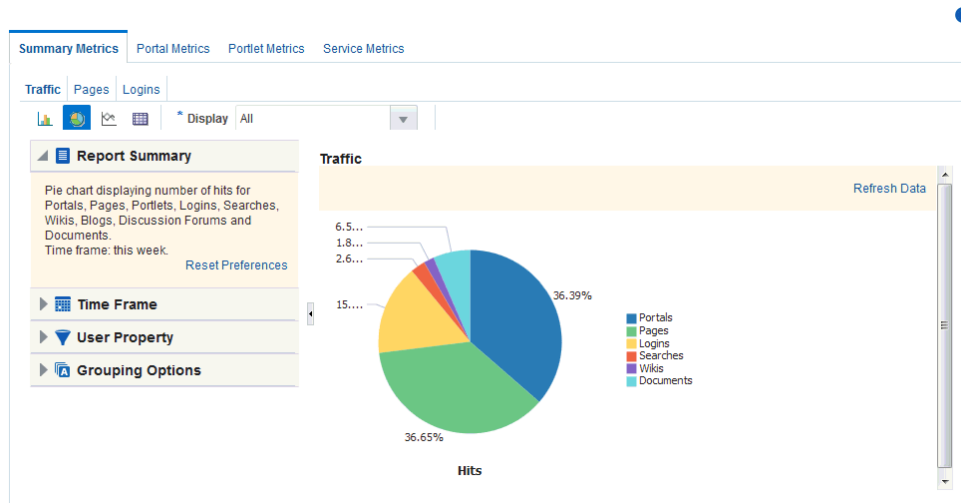 Summary Metrics Portal Metrics Portlet Metrics Service Metrics
Traffic Pages Logins
* Display All
Report Summary
Pie chart displaying number of hits for
Portals, Pages, Portlets, Logins, Searches,
Wikis, Blogs, Discussion Forums and
Documents.
Time frame: this week.
Reset Preferences
Time Frame
User Property
A Grouping Options
Traffic
Refresh Data
6.5...
1.8...
2.6...
15....
36.39%
36.65%
Hits
Portals
Pages
Logins
Searches
Wikis
Documents